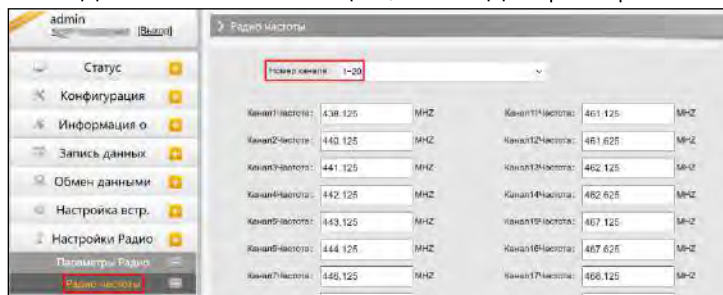 admin
[Выход]
Радио частоты
Номер канала: 1-20
Статус
Конфигурация
Информация о
Запись данных
Обмен данными
Настройка встр.
Настройки Радио
Параметры Радио
Радио частоты
Канал1Частота: 438.125 MHZ Канал11Частота: 461.125 MHZ
Канал2Частота: 440.125 MHZ Канал12Частота: 461.625 MHZ
Канал3Частота: 441.125 MHZ Канал13Частота: 462.125 MHZ
Канал4Частота: 442.125 MHZ Канал14Частота: 462.625 MHZ
Канал5Частота: 443.125 MHZ Канал15Частота: 467.125 MHZ
Канал6Частота: 444.125 MHZ Канал16Частота: 467.625 MHZ
Канал7Частота: 446.125 MHZ Канал17Частота: 468.125 MHZ